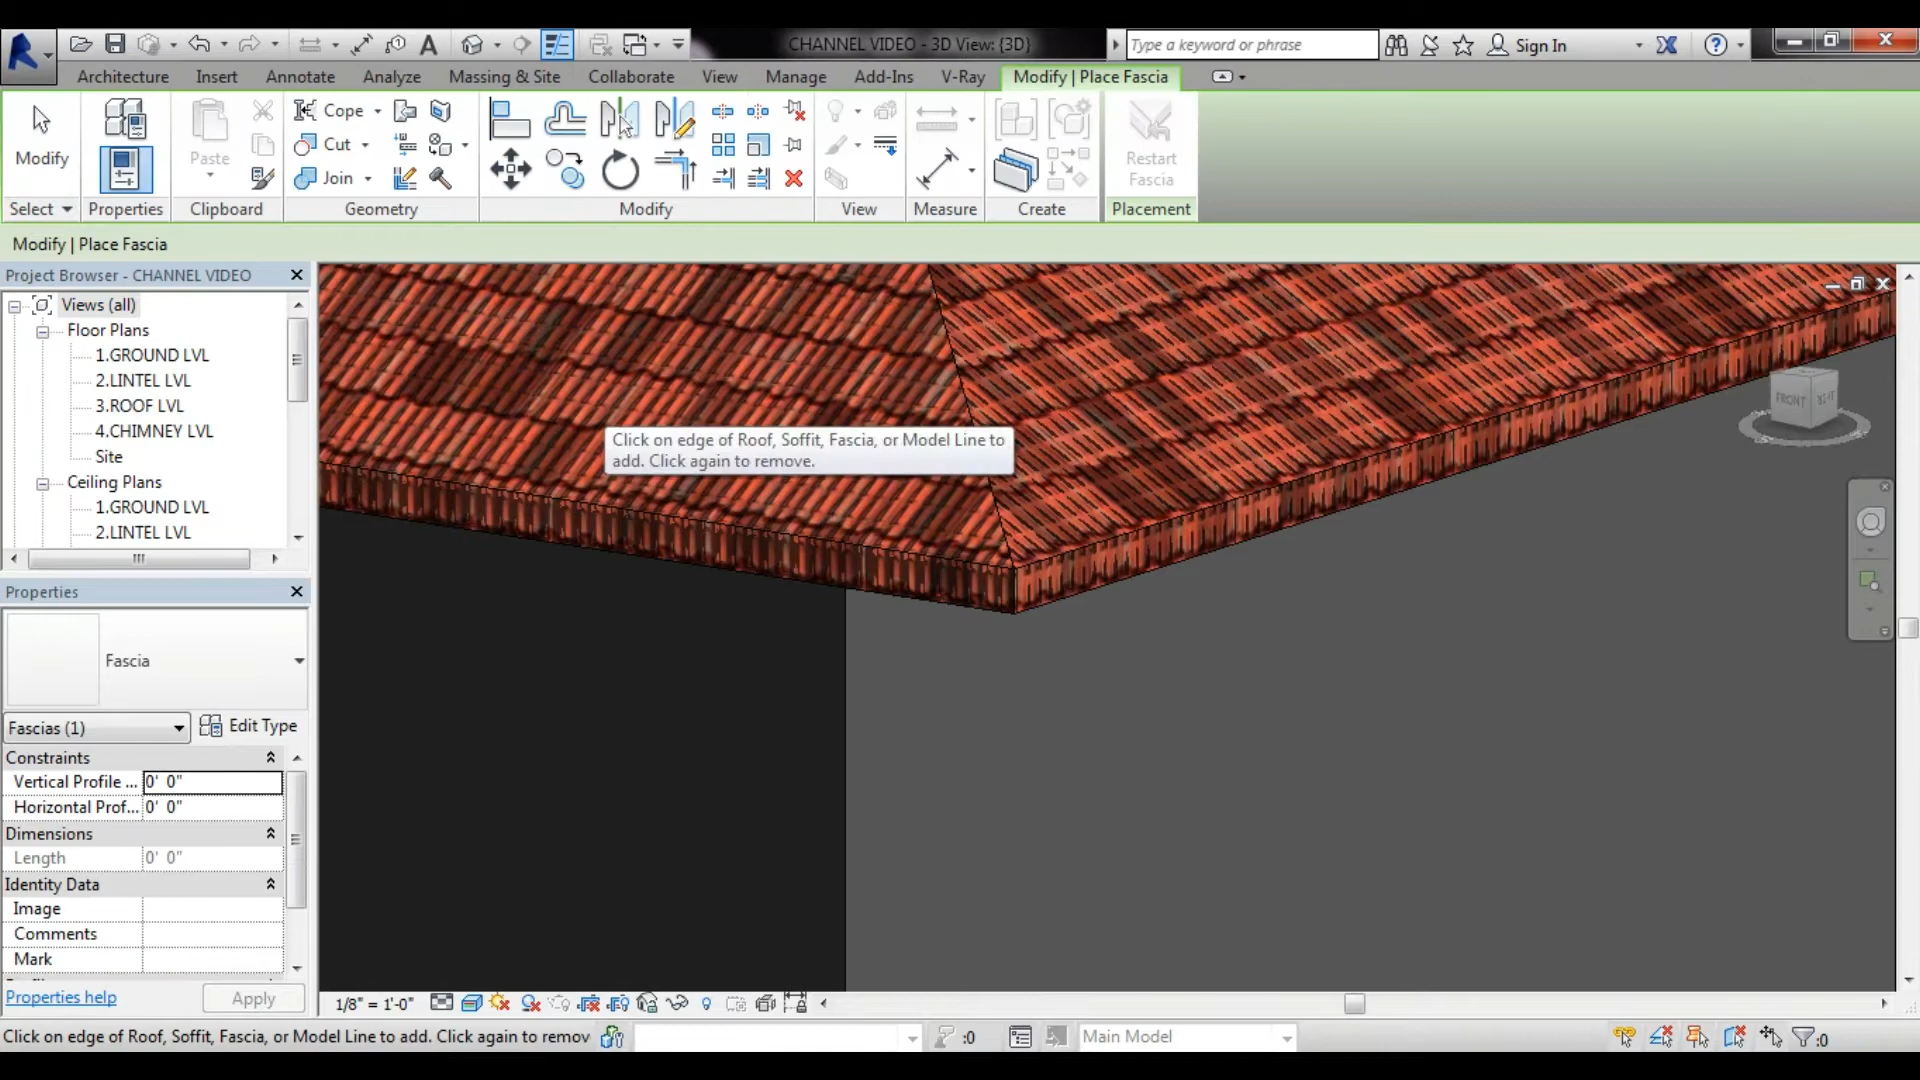 CHANNEL VIDEO - 3D View: {3D}
Type a keyword or phrase
Sign In
Architecture Insert Annotate Analyze Massing & Site Collaborate View Manage Add-Ins V-Ray Modify | Place Fascia
Modify
Paste
Cope
Cut
Join
Restart
Fascia
Select Properties Clipboard Geometry Modify View Measure Create Placement
Modify | Place Fascia
Project Browser - CHANNEL VIDEO
Views (all)
Floor Plans
1.GROUND LVL
2.LINTEL LVL
3.ROOF LVL
4.CHIMNEY LVL
Site
Ceiling Plans
1.GROUND LVL
2.LINTEL LVL
Click on edge of Roof, Soffit, Fascia, or Model Line to
add. Click again to remove.
FRONT
Properties
Fascia
Fascias (1)
Edit Type
Constraints
Vertical Profile ... 0' 0"
Horizontal Prof... 0' 0"
Dimensions
Length 0' 0"
Identity Data
Image
Comments
Mark
Properties help
Apply
1/8" = 1'-0"
Click on edge of Roof, Soffit, Fascia, or Model Line to add. Click again to remov
:0
Main Model
:0